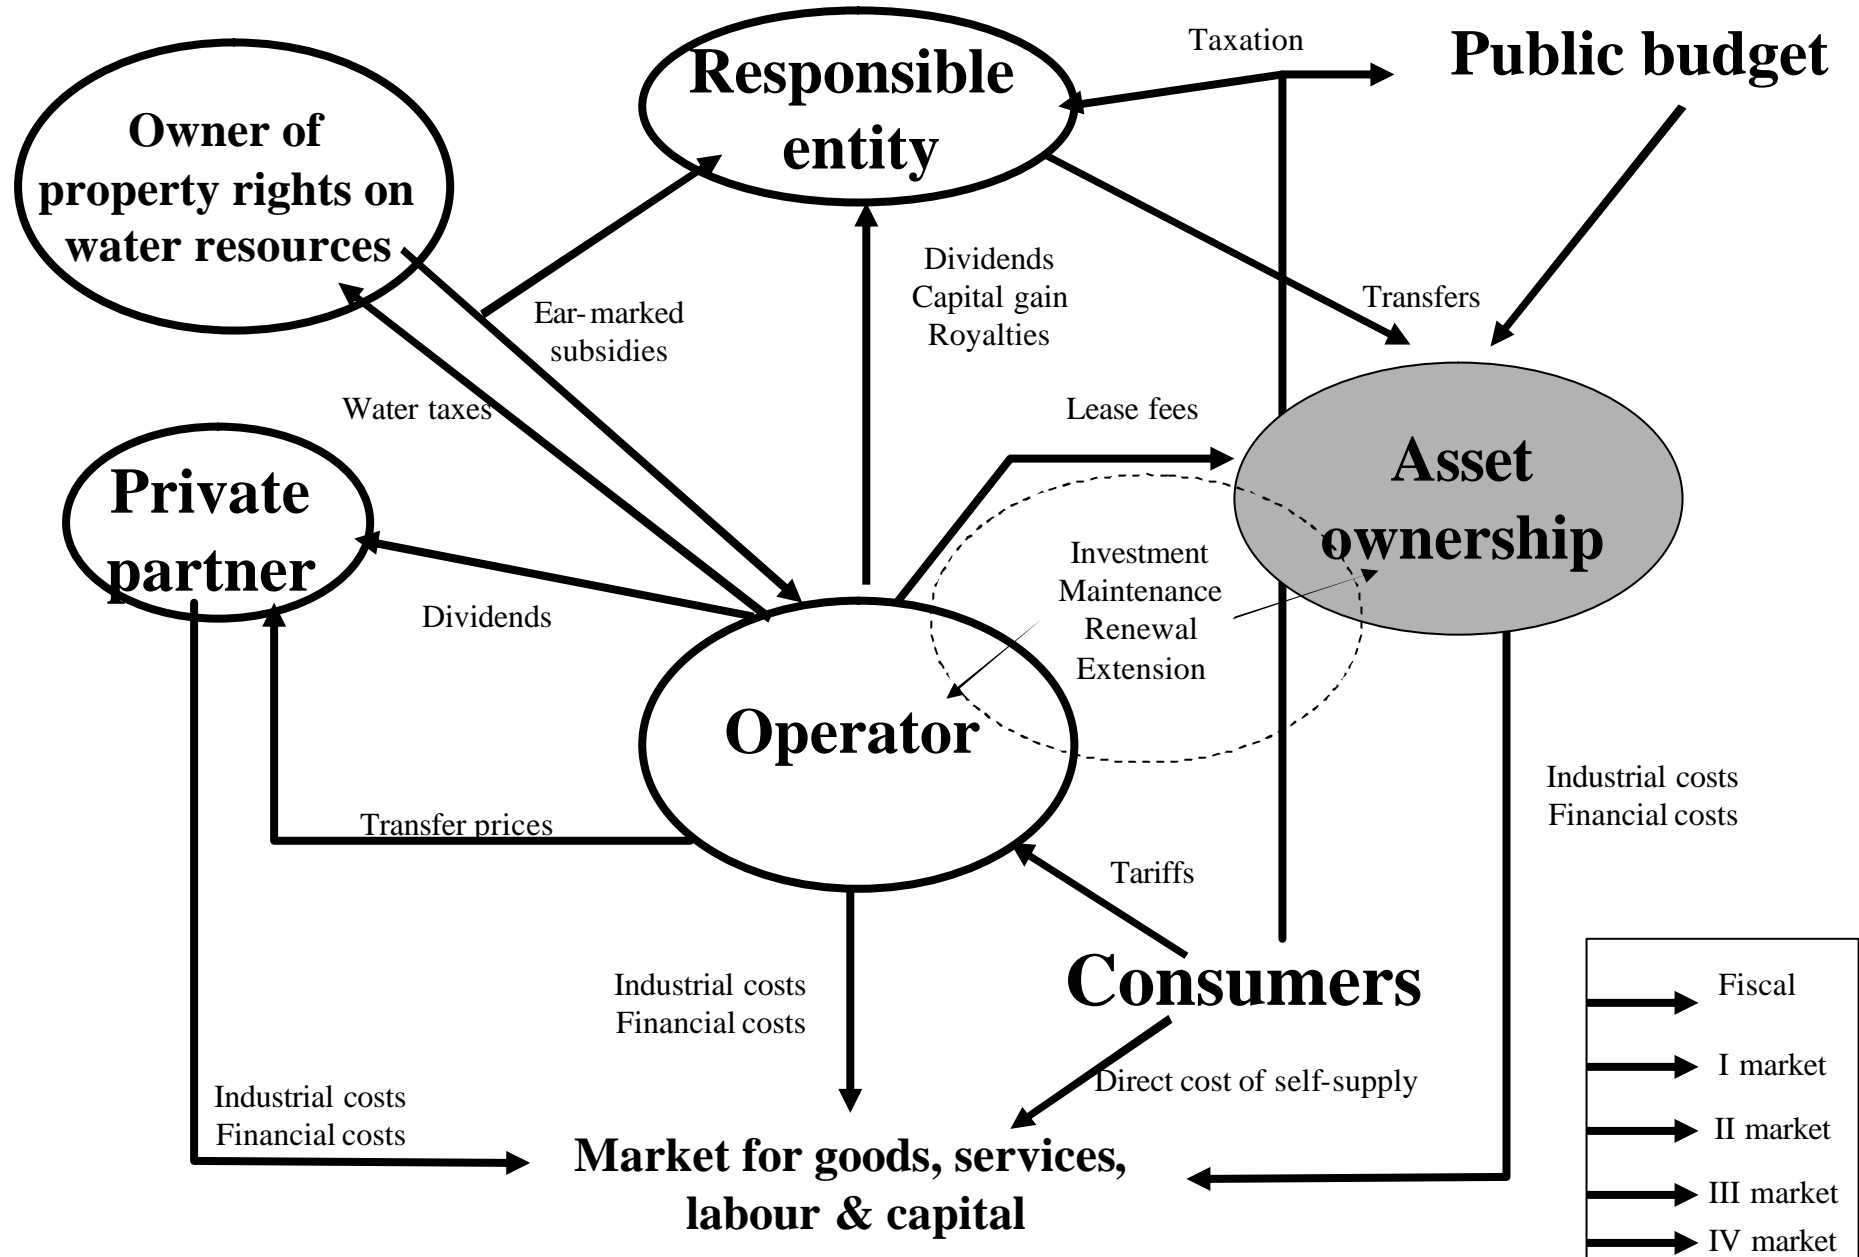 Taxation
Public budget
Responsible
entity
Owner of
property rights on
water resources
Dividends
Capital gain
Royalties
Transfers
Ear-marked
subsidies
Water taxes
Lease fees
Private
partner
Asset
ownership
Investment
Maintenance
Renewal
Extension
Dividends
Operator
Transfer prices
Industrial costs
Financial costs
Tariffs
Consumers
Industrial costs
Financial costs
Direct cost of self-supply
Industrial costs
Financial costs
Market for goods, services,
labour & capital
Fiscal
I market
II market
III market
IV market